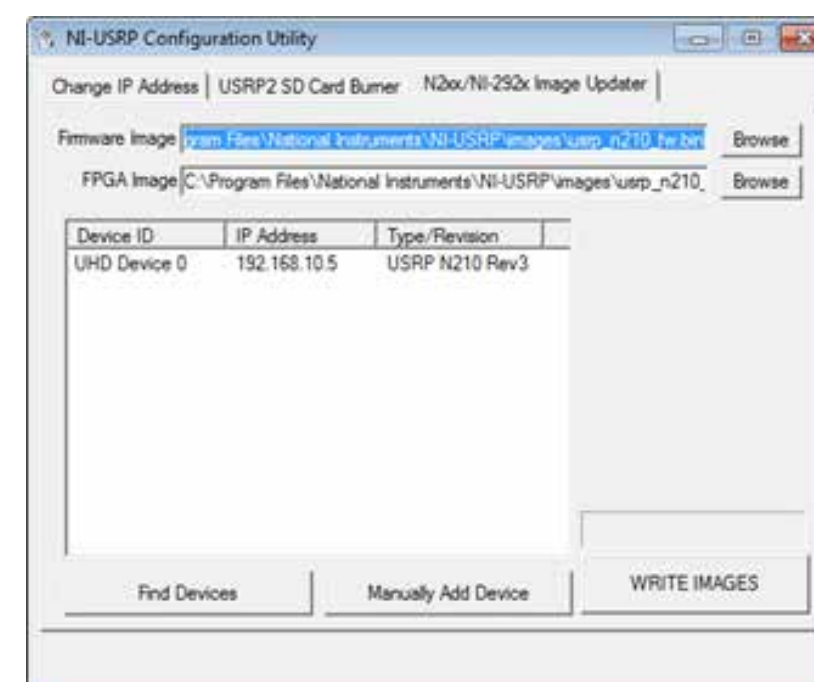 NI-USRP Configuration Utility
Change IP Address USRP2 SD Card Burner N2xx/NI-292x Image Updater
Firmware Image gram Files\National Instruments\NI-USRP\images\usrp_n210_fw.bin Browse
FPGA Image C:\Program Files\National Instruments\NI-USRP\images\usrp_n210_ Browse
Device ID IP Address Type/Revision
UHD Device 0 192.168.10.5 USRP N210 Rev3
Find Devices Manually Add Device WRITE IMAGES